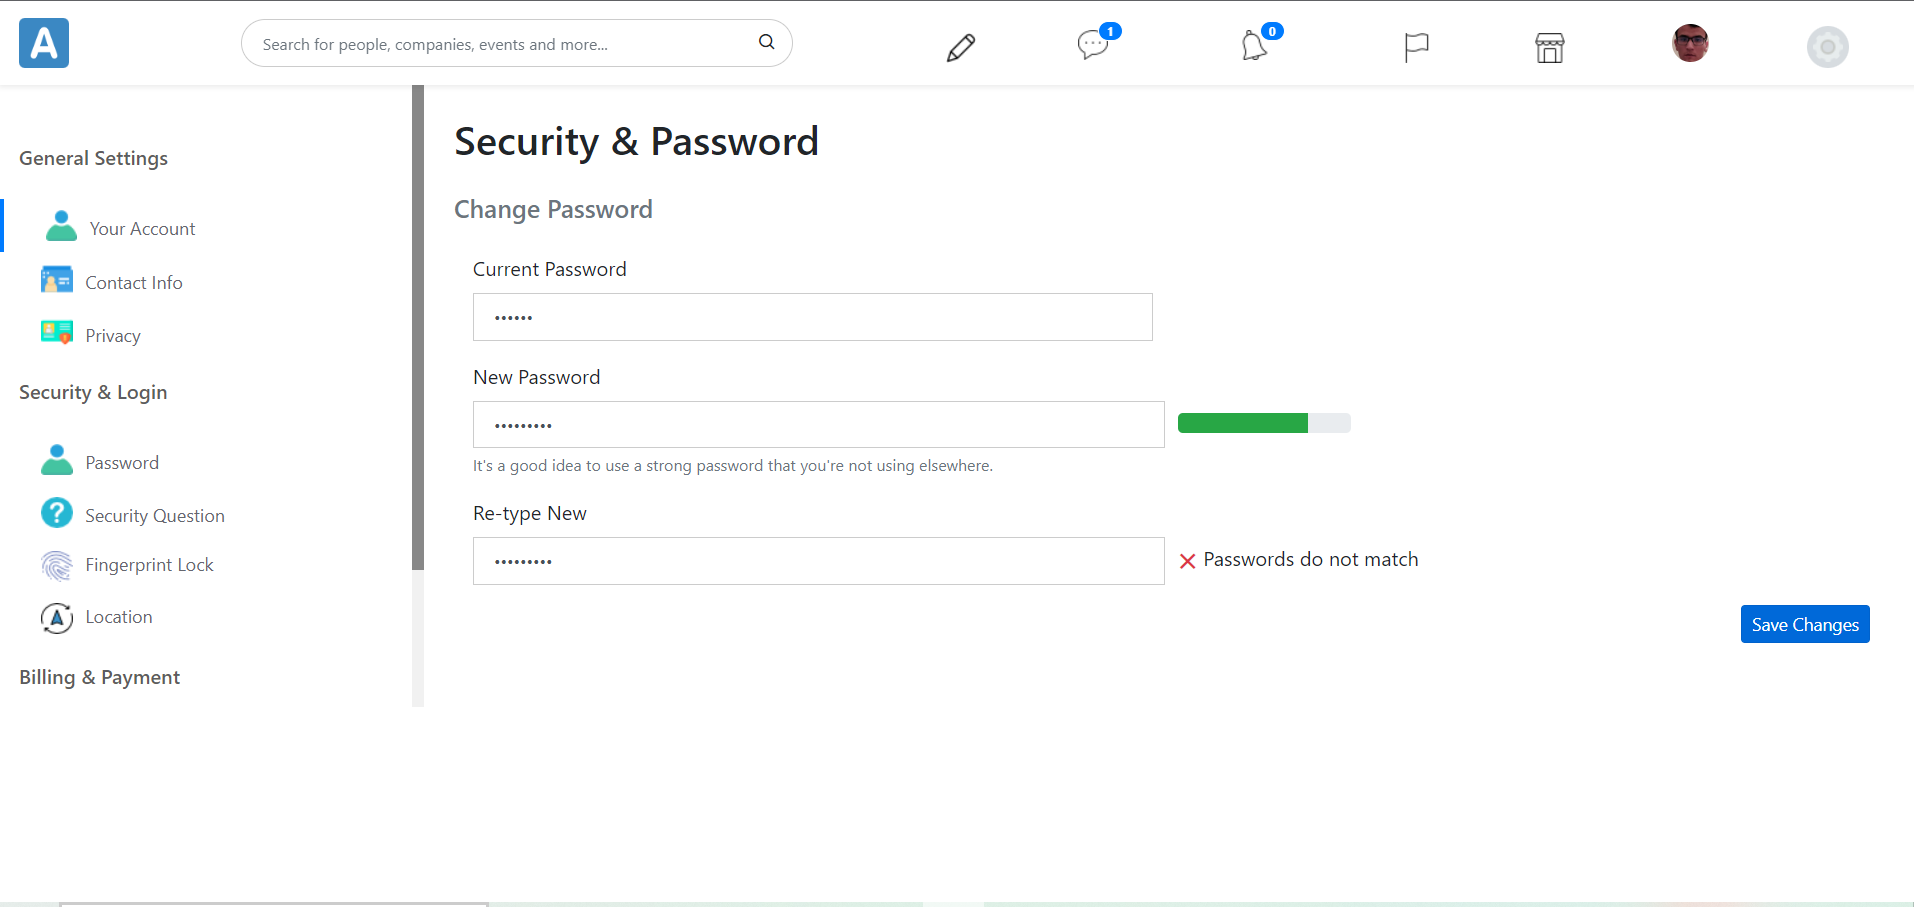 A
Search for people, companies, events and more...
1
0
General Settings
Your Account
Contact Info
Privacy
Security & Login
Password
?
Security Question
Fingerprint Lock
A
Location
Billing & Payment
Security & Password
Change Password
Current Password
••••••
New Password
•••••••••
It's a good idea to use a strong password that you're not using elsewhere.
Re-type New
•••••••••
Passwords do not match
Save Changes